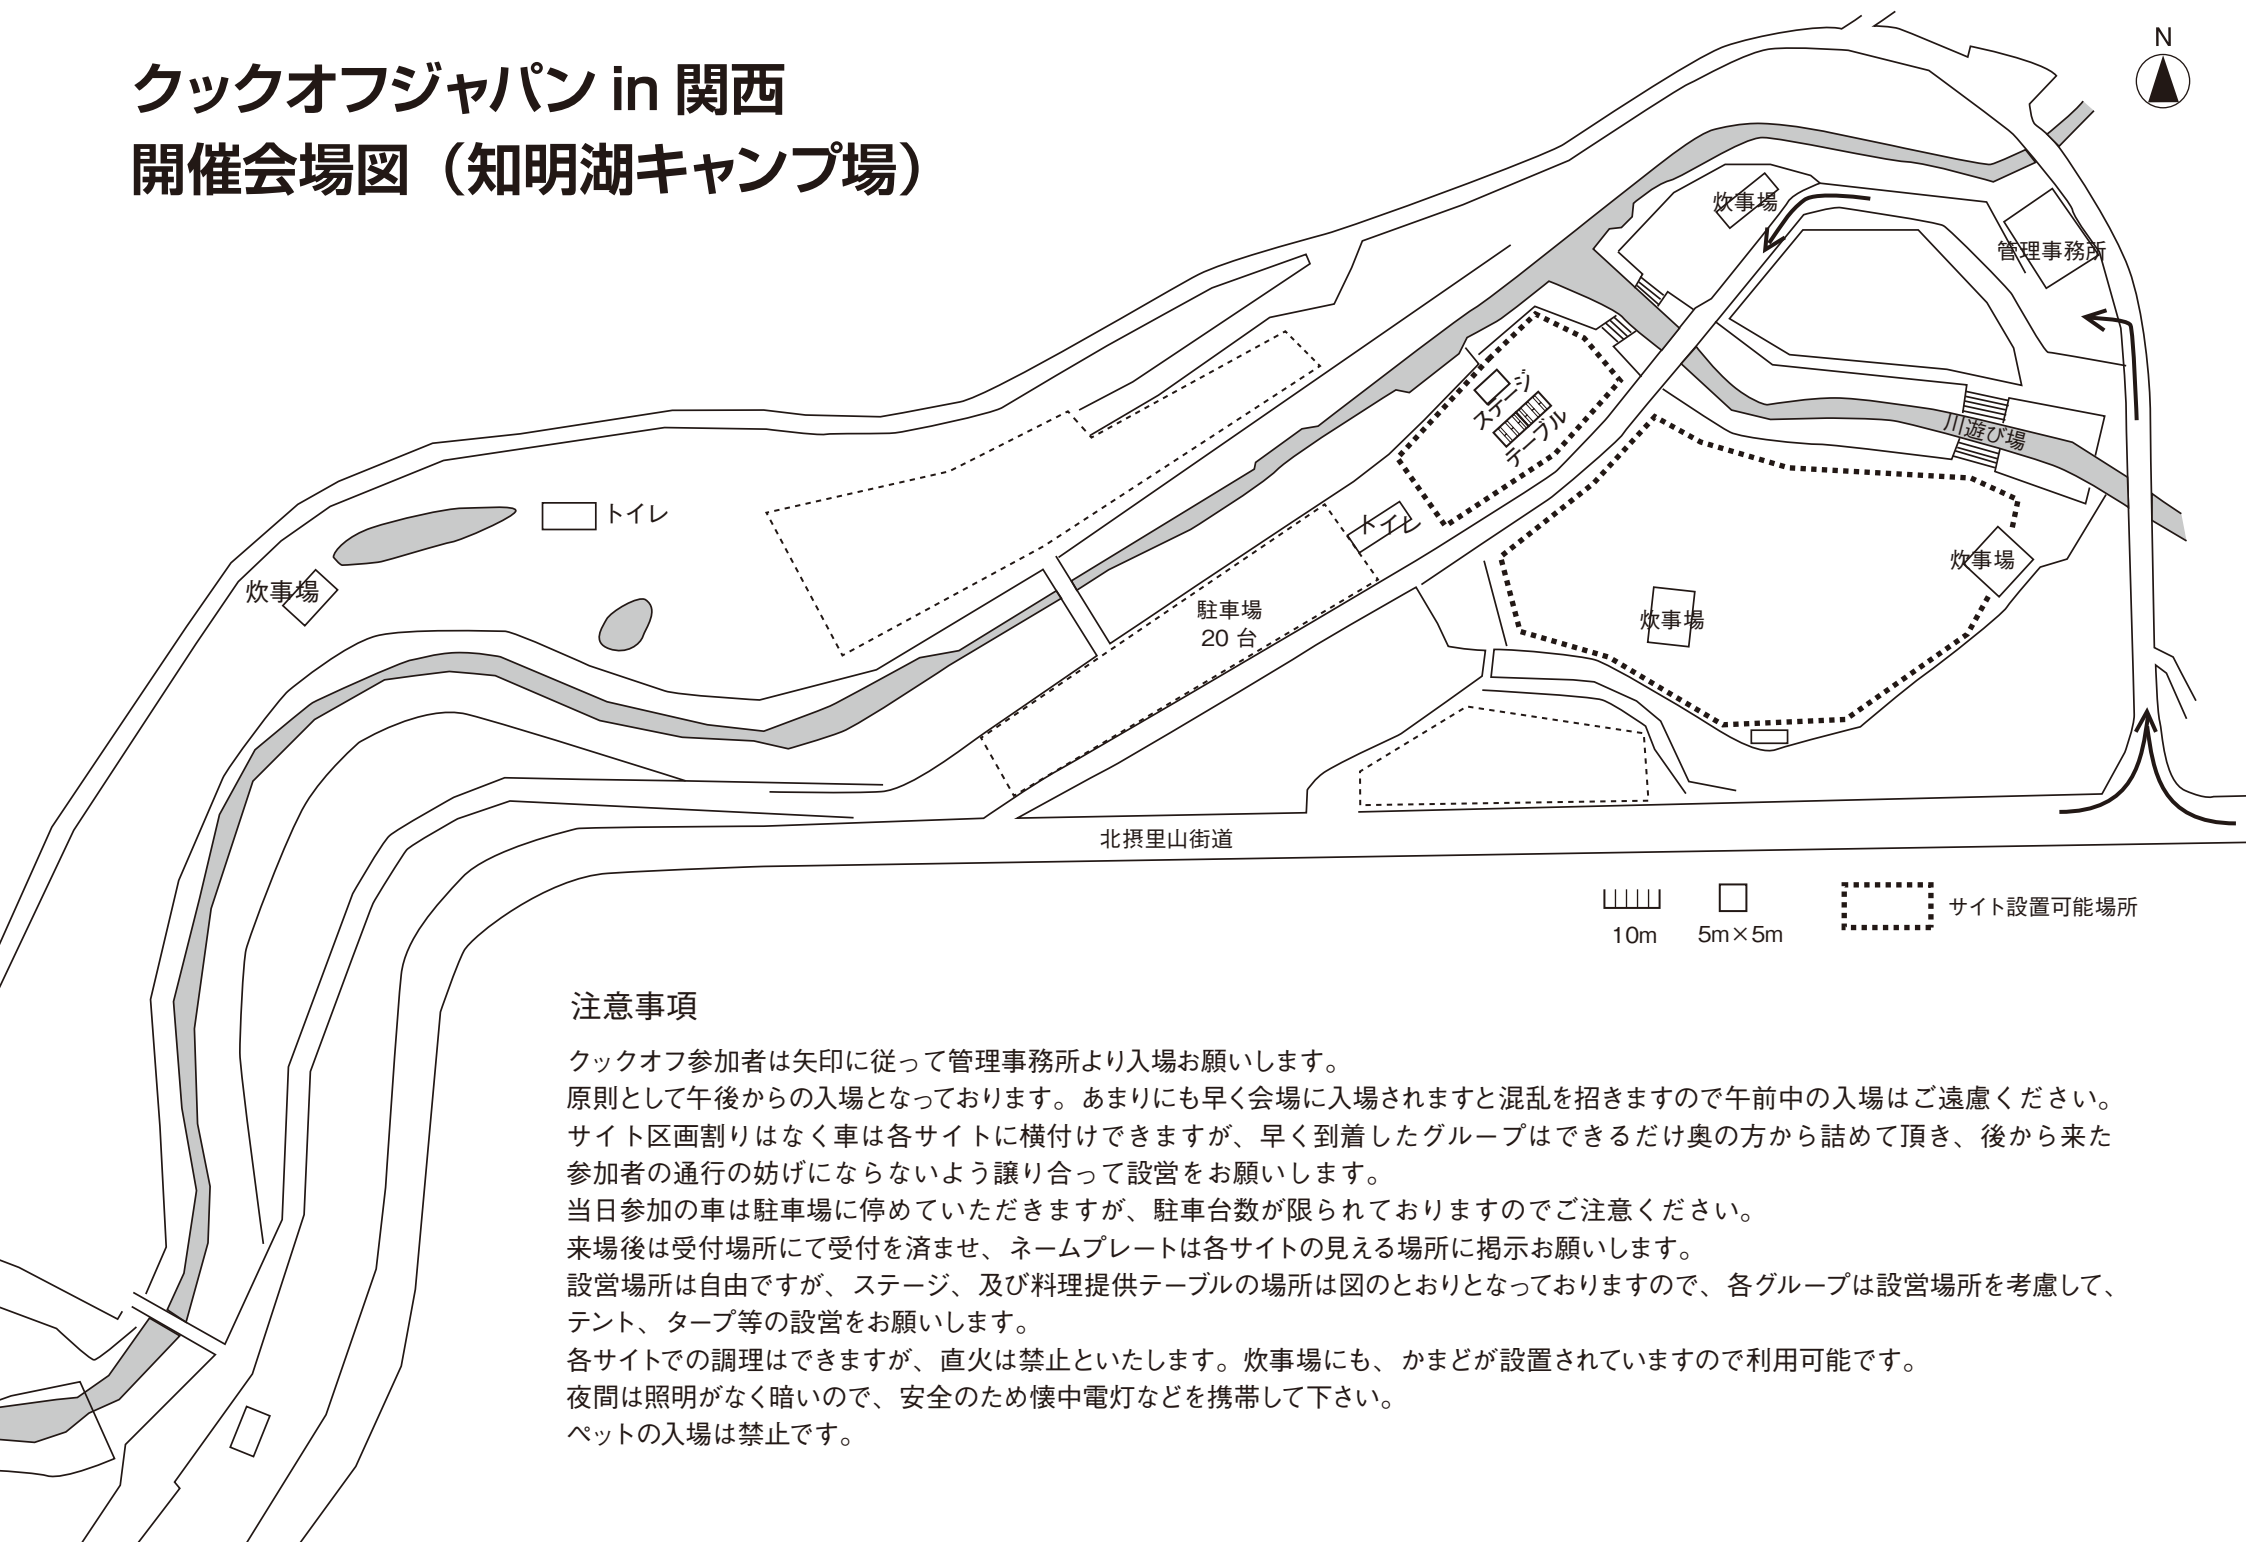 クックオフジャパン in 関西
開催会場図（知明湖キャンプ場）
N
炊事場
管理事務所
ステージ
テーブル
川遊び場
トイレ
トイレ
炊事場
炊事場
炊事場
駐車場
20 台
北摂里山街道
10m
5m×5m
サイト設置可能場所
注意事項
クックオフ参加者は矢印に従って管理事務所より入場お願いします。
原則として午後からの入場となっております。あまりにも早く会場に入場されますと混乱を招きますので午前中の入場はご遠慮ください。
サイト区画割りはなく車は各サイトに横付けできますが、早く到着したグループはできるだけ奥の方から詰めて頂き、後から来た
参加者の通行の妨げにならないよう譲り合って設営をお願いします。
当日参加の車は駐車場に停めていただきますが、駐車台数が限られておりますのでご注意ください。
来場後は受付場所にて受付を済ませ、ネームプレートは各サイトの見える場所に掲示お願いします。
設営場所は自由ですが、ステージ、及び料理提供テーブルの場所は図のとおりとなっておりますので、各グループは設営場所を考慮して、
テント、タープ等の設営をお願いします。
各サイトでの調理はできますが、直火は禁止といたします。炊事場にも、かまどが設置されていますので利用可能です。
夜間は照明がなく暗いので、安全のため懐中電灯などを携帯して下さい。
ペットの入場は禁止です。